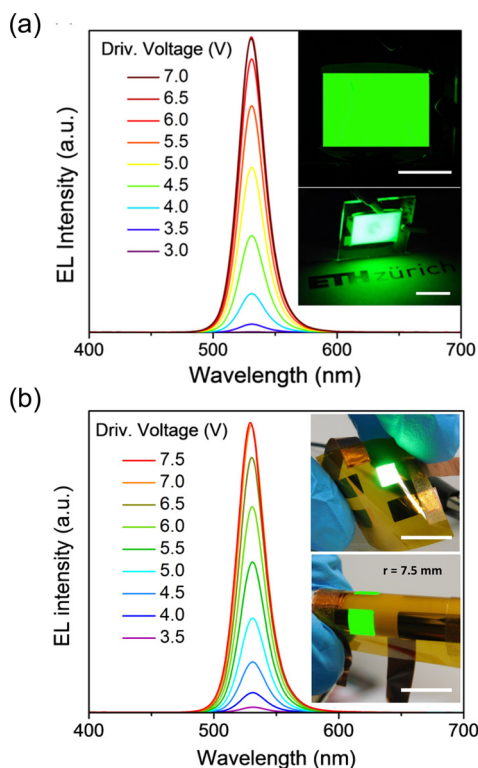 (a)
Driv. Voltage (V)
7.0
6.5
6.0
5.5
5.0
4.5
4.0
3.5
3.0
EL Intensity (a.u.)
ETHzürich
400
500
600
700
Wavelength (nm)
(b)
Driv. Voltage (V)
7.5
7.0
6.5
6.0
5.5
5.0
4.5
4.0
3.5
EL intensity (a.u.)
r = 7.5 mm
400
500
600
700
Wavelength (nm)